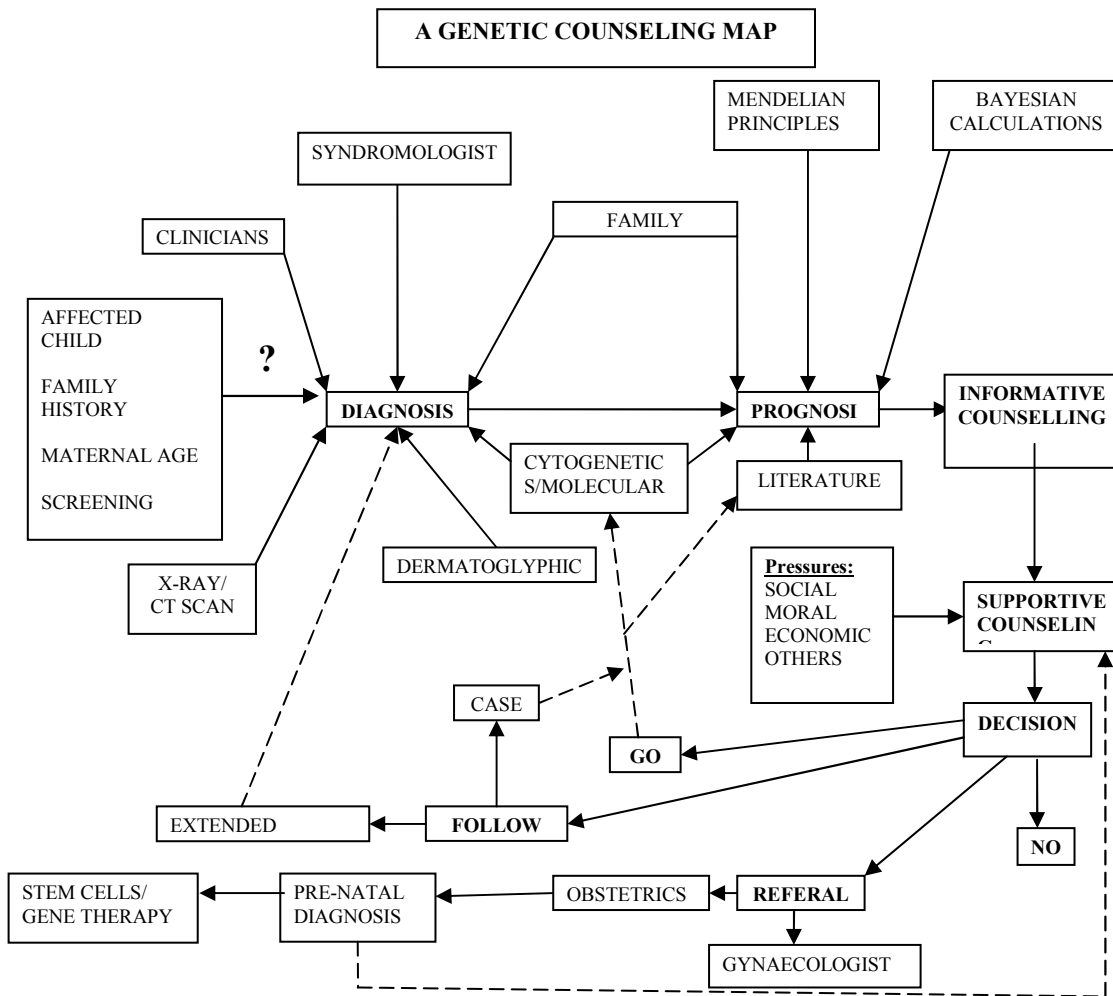 A GENETIC COUNSELING MAP
MENDELIAN
PRINCIPLES
BAYESIAN
CALCULATIONS
SYNDROMOLOGIST
FAMILY
CLINICIANS
AFFECTED
CHILD
FAMILY
HISTORY
MATERNAL AGE
SCREENING
?
DIAGNOSIS
PROGNOSI
INFORMATIVE
COUNSELLING
CYTOGENETIC
S/MOLECULAR
LITERATURE
DERMATOGLYPHIC
X-RAY/
CT SCAN
Pressures:
SOCIAL
MORAL
ECONOMIC
OTHERS
SUPPORTIVE
COUNSELIN
CASE
GO
DECISION
EXTENDED
FOLLOW
NO
STEM CELLS/
GENE THERAPY
PRE-NATAL
DIAGNOSIS
OBSTETRICS
REFERAL
GYNAECOLOGIST